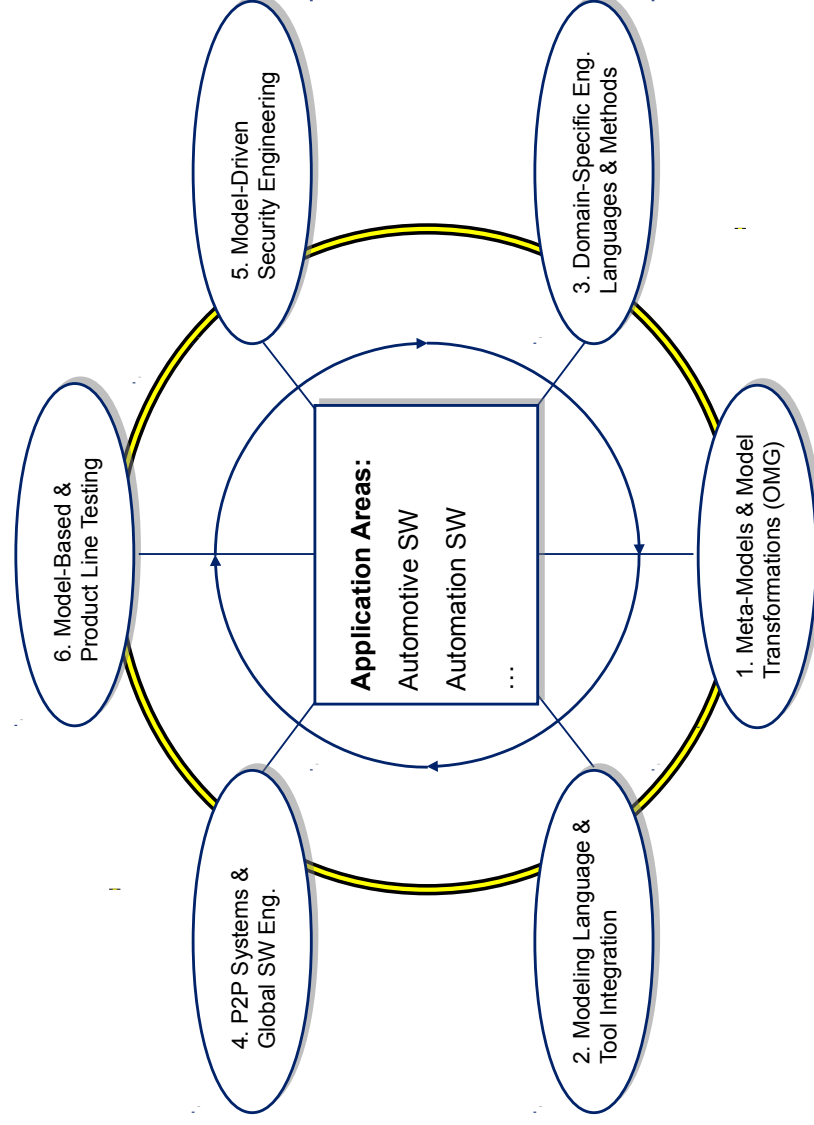 6. Model-Based &
Product Line Testing
4. P2P Systems &
Global SW Eng.
5. Model-Driven
Security Engineering
Application Areas:
Automotive SW
Automation SW
…
2. Modeling Language &
Tool Integration
3. Domain-Specific Eng.
Languages & Methods
1. Meta-Models & Model
Transformations (OMG)